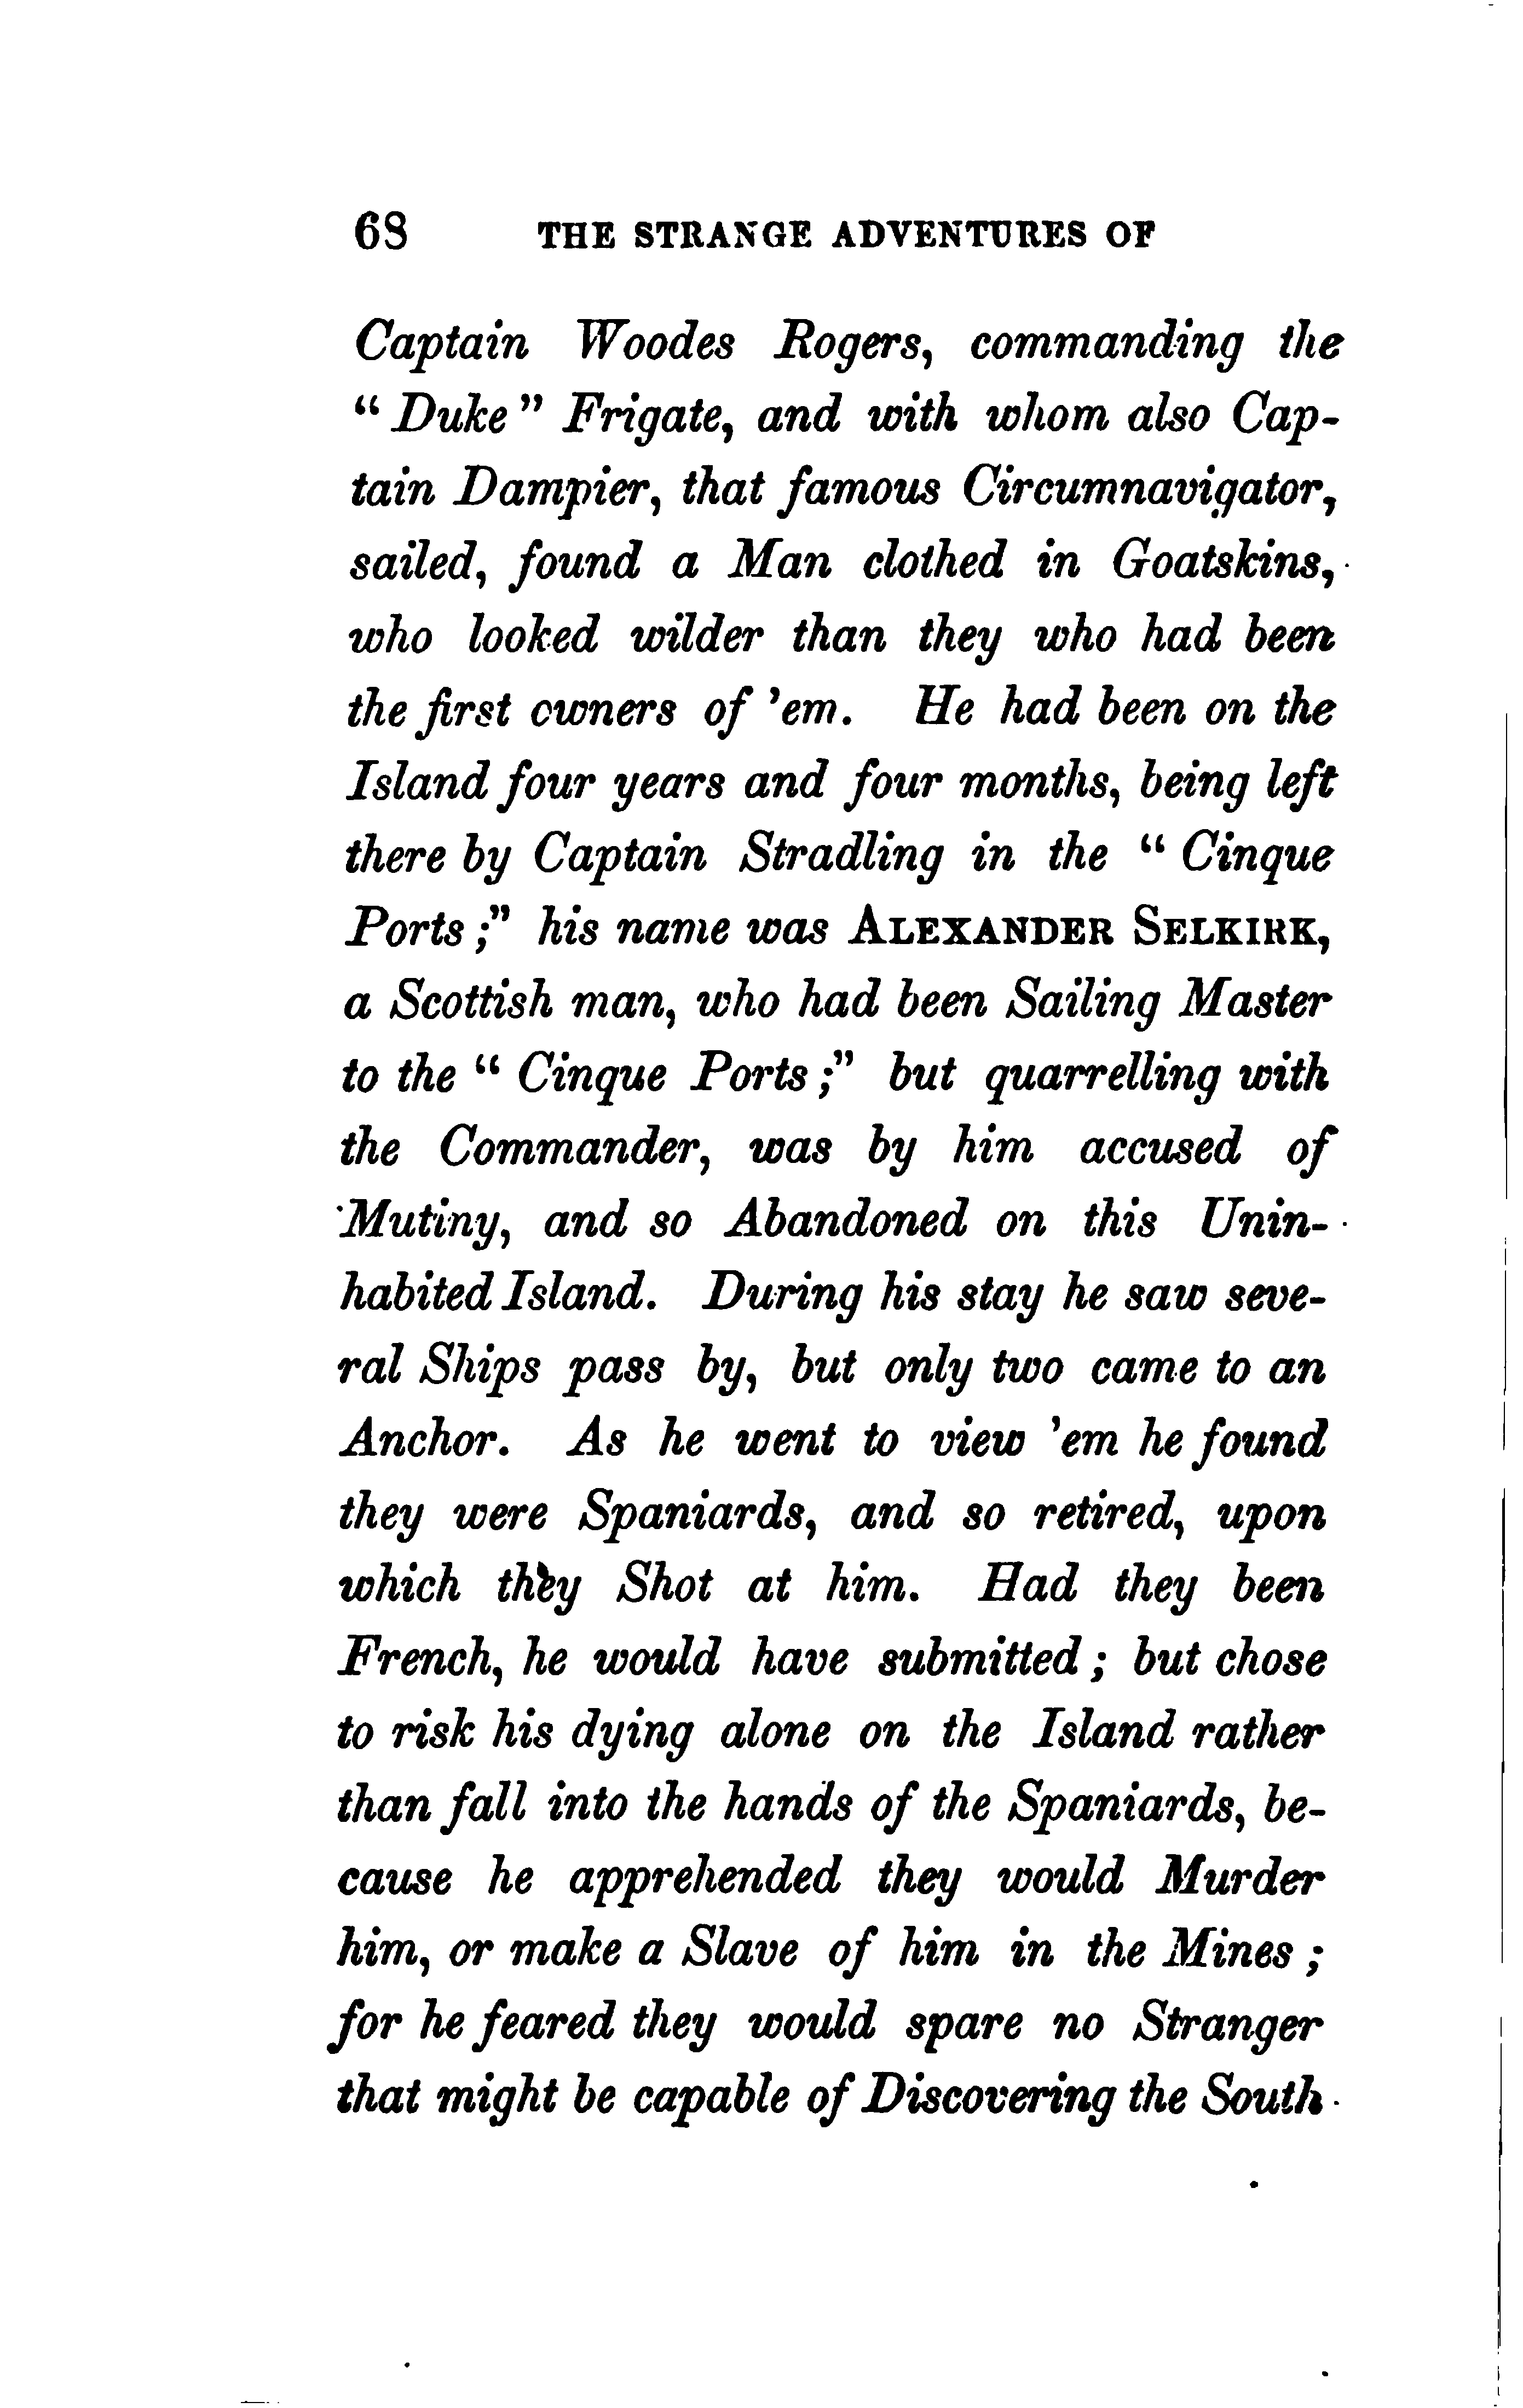 68 THE STRANGE ADVENTURES OF
Captain Woodes Rogers, commanding the
“Duke” Frigate, and with whom also Cap-
tain Dampier, that famous Circumnavigator,
sailed, found a Man clothed in Goatskins,
who looked wilder than they who had been
the first owners of ’em. He had been on the
Island four years and four months, being left
there by Captain Stradling in the “Cinque
Ports;” his name was ALEXANDER SELKIRK,
a Scottish man, who had been Sailing Master
to the “Cinque Ports;” but quarrelling with
the Commander, was by him accused of
Mutiny, and so Abandoned on this Unin-
habited Island. During his stay he saw seve-
ral Ships pass by, but only two came to an
Anchor. As he went to view ’em he found
they were Spaniards, and so retired, upon
which they Shot at him. Had they been
French, he would have submitted; but chose
to risk his dying alone on the Island rather
than fall into the hands of the Spaniards, be-
cause he apprehended they would Murder
him, or make a Slave of him in the Mines;
for he feared they would spare no Stranger
that might be capable of Discovering the South